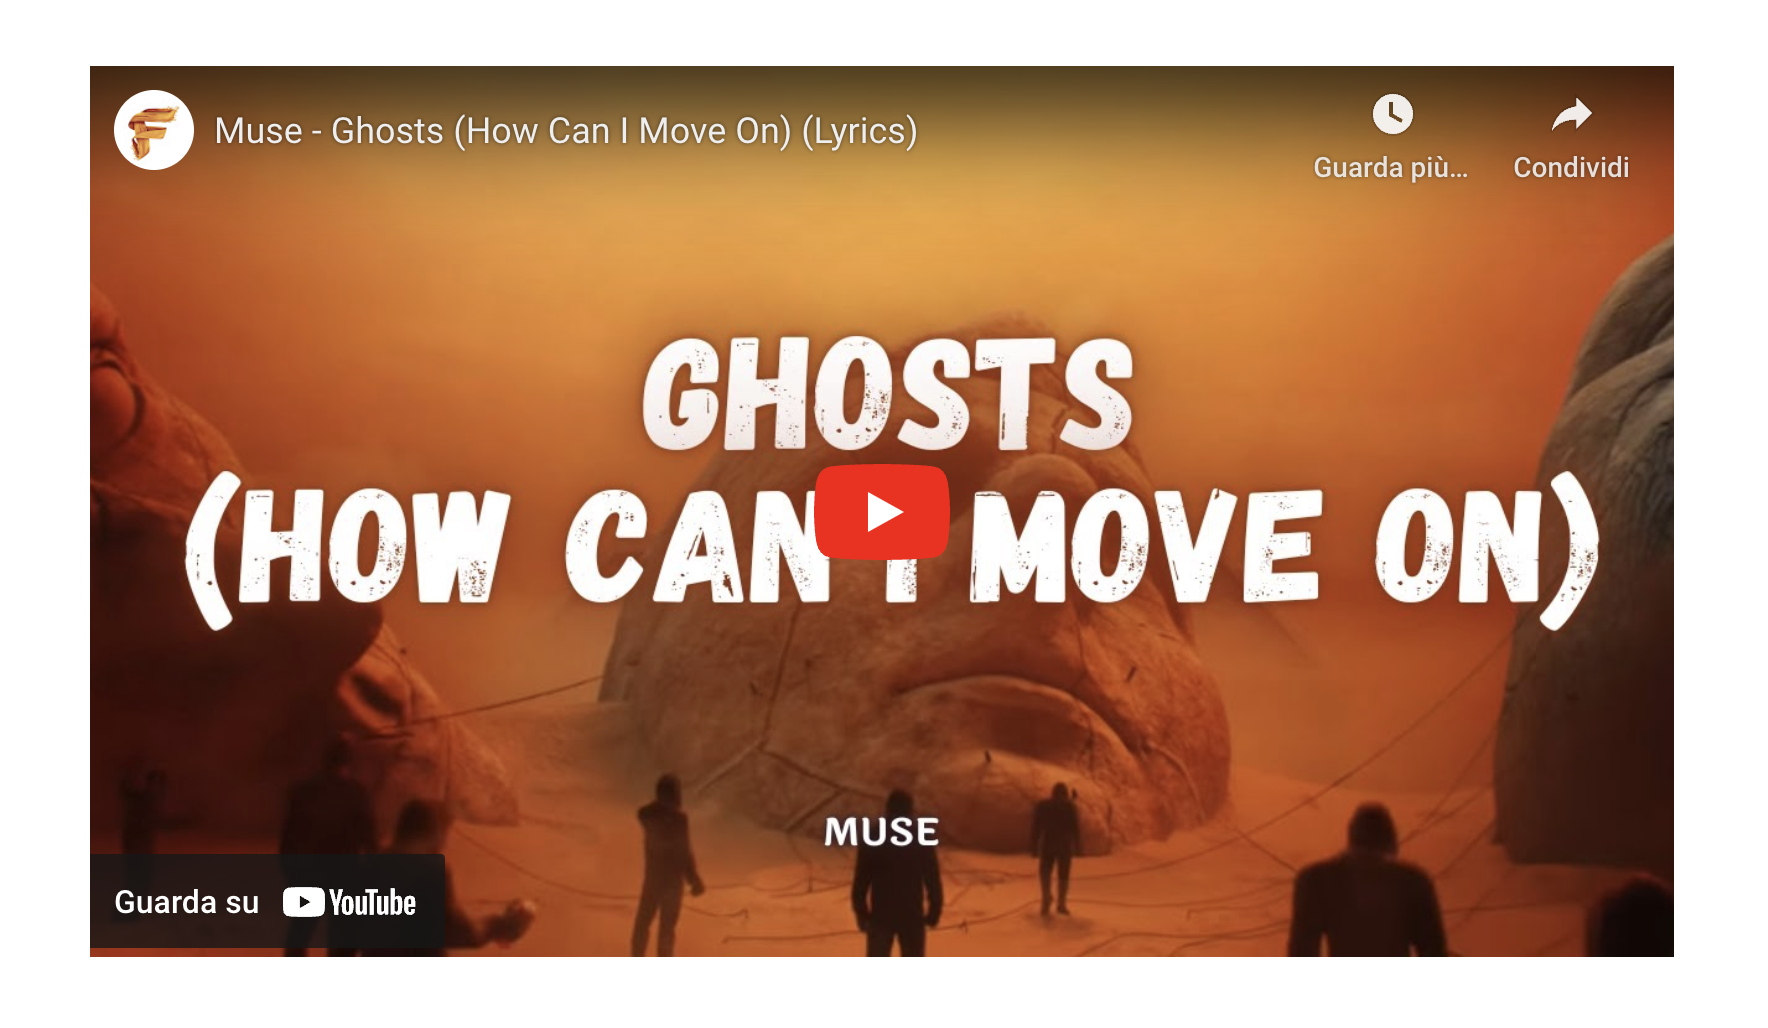 Muse - Ghosts (How Can I Move On) (Lyrics)
Guarda più...
Condividi
GHOSTS
(HOW CAN I MOVE ON)
MUSE
Guarda su YouTube